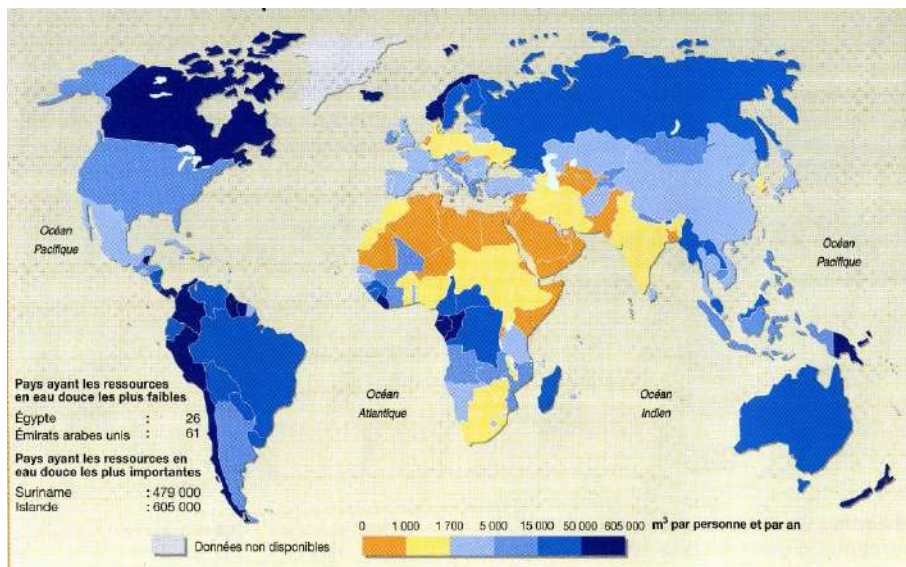 Océan
Pacifique
Océan
Pacifique
Océan
Atlantique
Océan
Indien
Pays ayant les ressources
en eau douce les plus faibles
Égypte : 26
Émirats arabes unis : 61
Pays ayant les ressources en
eau douce les plus importantes
Suriname : 479 000
Islande : 605 000
0 1 000 1 700 5 000 15 000 50 000 605 000 m³ par personne et par an
Données non disponibles